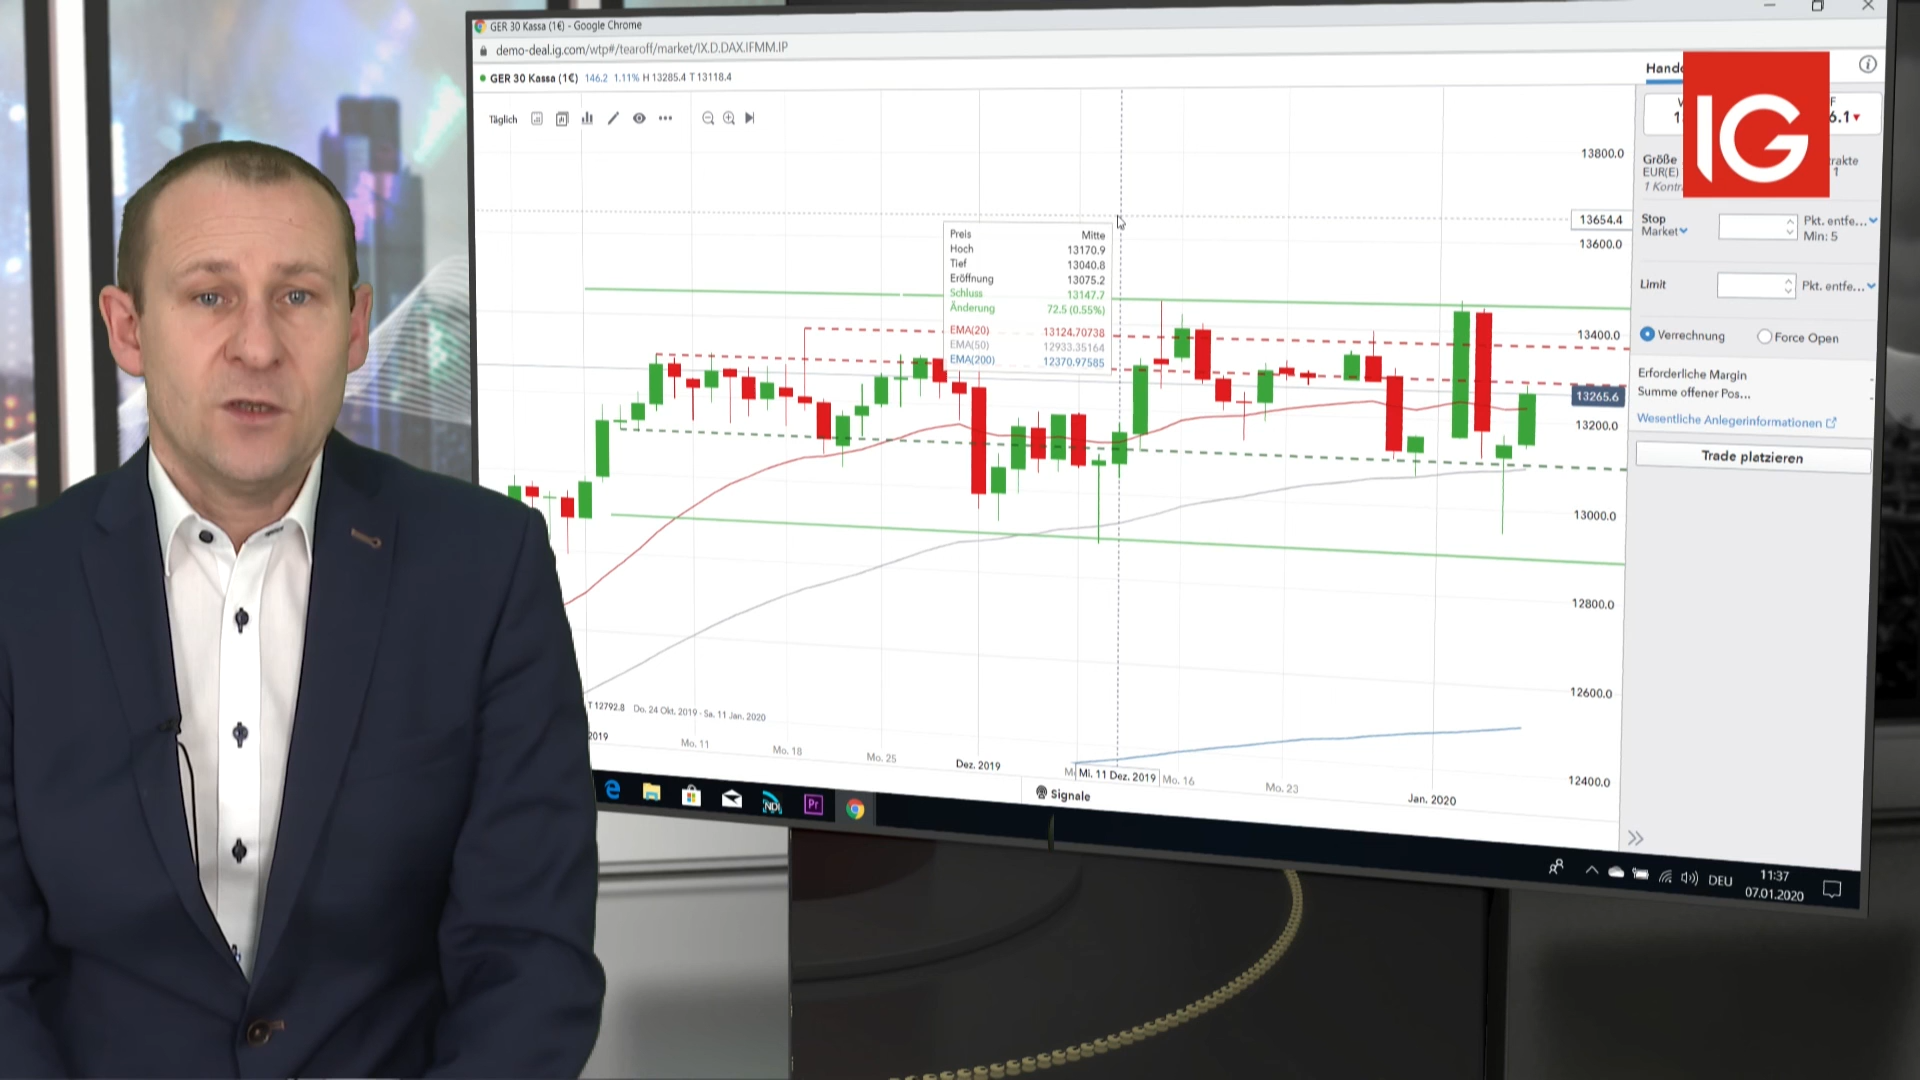 GER 30 Kassa (1€) - Google Chrome
demo-deal.ig.com/wtp#/tearoff/market/IX.D.DAX.IFMM.IP
GER 30 Kassa (1€) 146.2 1.11% H 13285.4 T 13118.4
Täglich
Preis Mitte
Hoch 13170.9
Tief 13040.8
Eröffnung 13075.2
Schluss 13147.7
Änderung 72.5 (0.55%)
EMA(20) 13124.70738
EMA(50) 12933.35164
EMA(200) 12370.97585
13800.0
13654.4
13600.0
13400.0
13265.6
13200.0
13000.0
12800.0
12600.0
12400.0
T 12792.8 Do. 24 Okt. 2019 - Sa. 11 Jan. 2020
2019
Mo. 11
Mo. 18
Mo. 25
Dez. 2019
Mi. 11 Dez. 2019
Mo. 16
Mo. 23
Jan. 2020
Signale
IG
6.1
Größe
EUR(E)
1
Stop
Market
Pkt. entfe...
Min: 5
Limit
Pkt. entfe...
Verrechnung
Force Open
Erforderliche Margin -
Summe offener Pos... -
Wesentliche Anlegerinformationen
Trade platzieren
NDI
Pr
DEU
11:37
07.01.2020